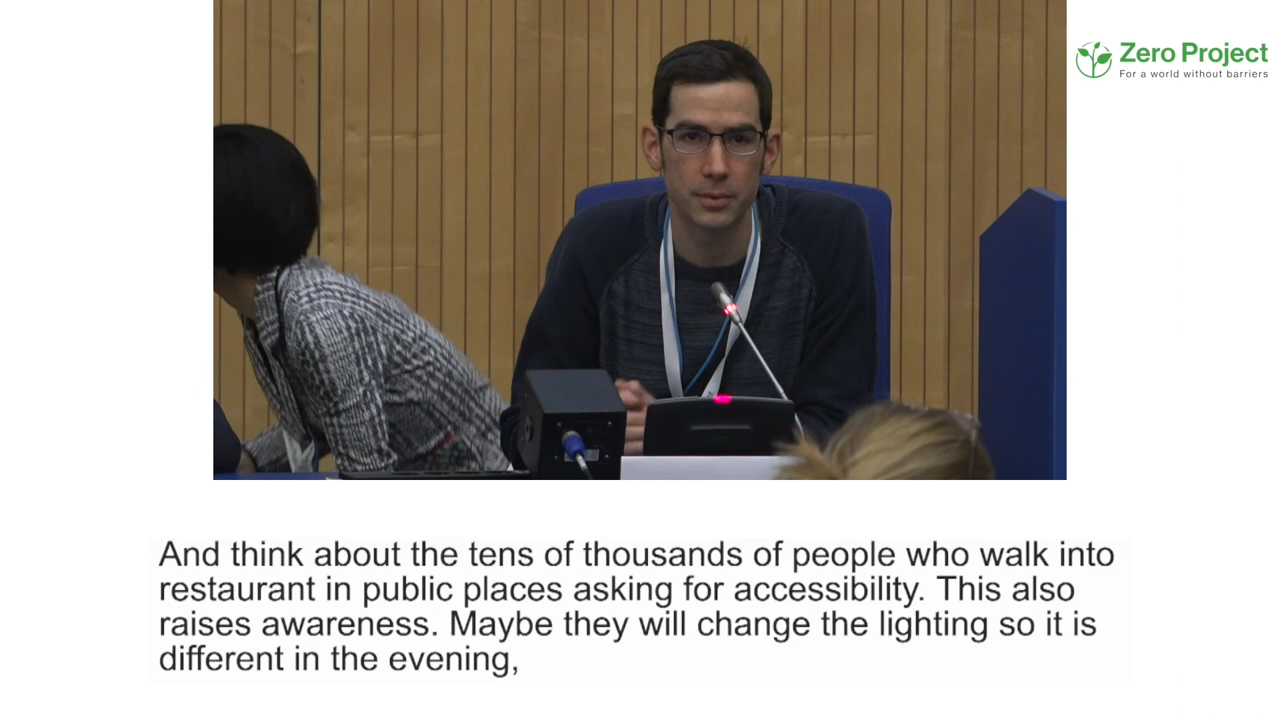 Zero Project
For a world without barriers
And think about the tens of thousands of people who walk into
restaurant in public places asking for accessibility. This also
raises awareness. Maybe they will change the lighting so it is
different in the evening,